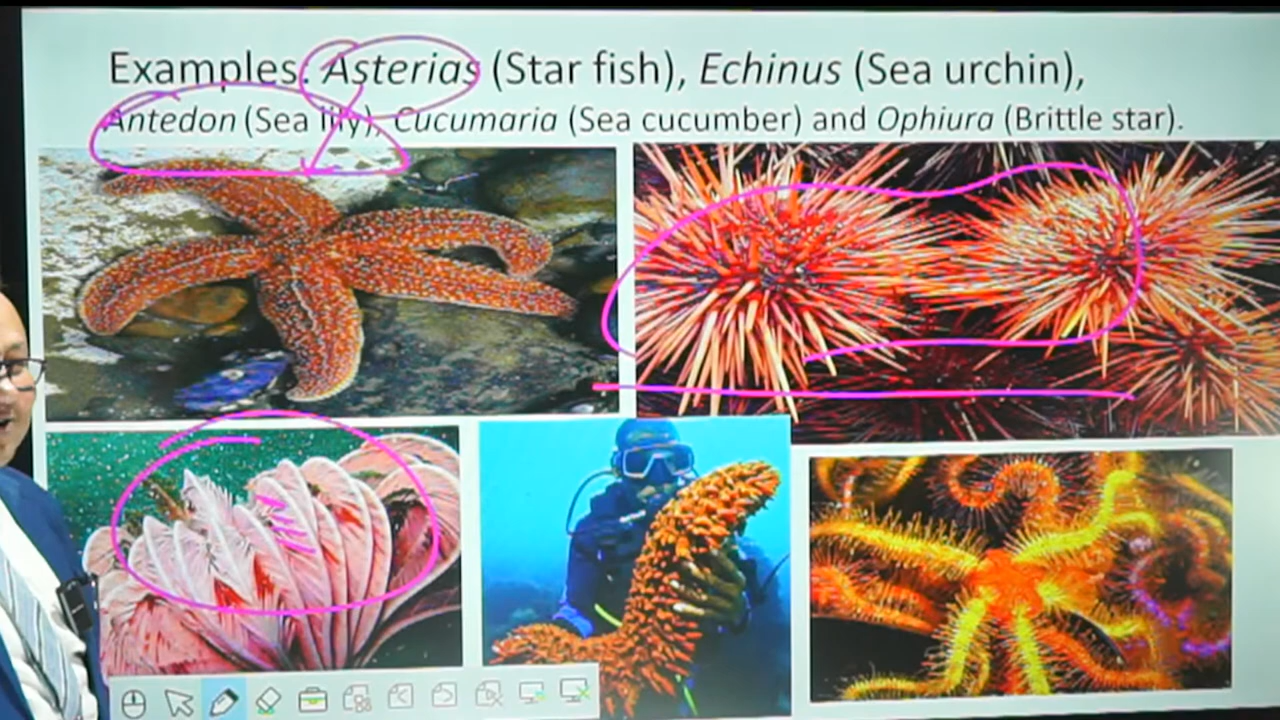 Examples: Asterias (Star fish), Echinus (Sea urchin),
Antedon (Sea lily), Cucumaria (Sea cucumber) and Ophiura (Brittle star).